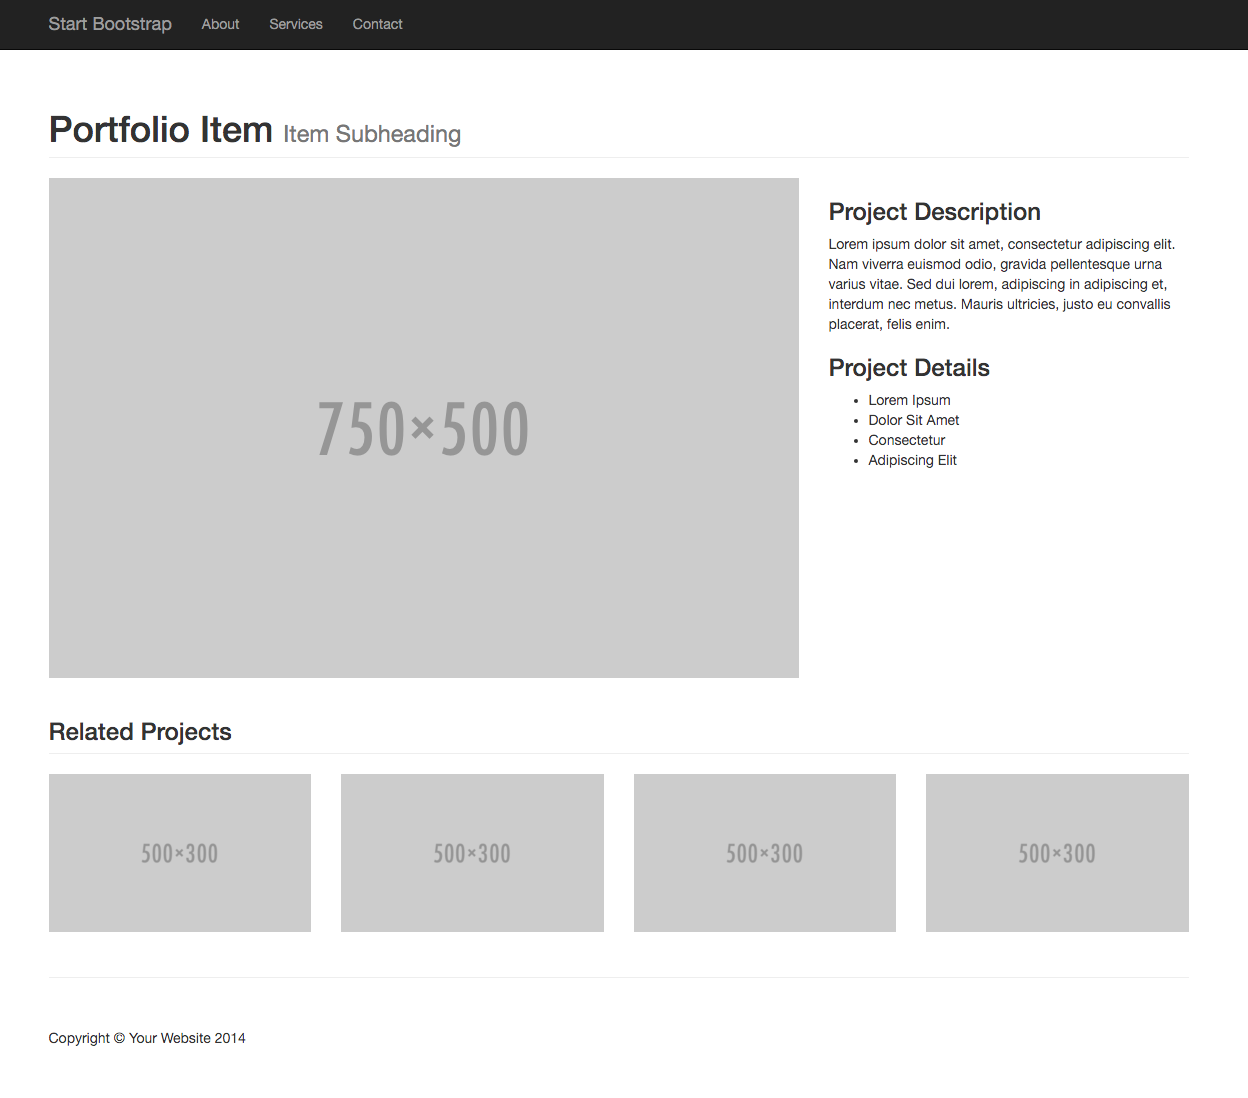 Start Bootstrap About Services Contact
Portfolio Item Item Subheading
750×500
Project Description
Lorem ipsum dolor sit amet, consectetur adipiscing elit.
Nam viverra euismod odio, gravida pellentesque urna
varius vitae. Sed dui lorem, adipiscing in adipiscing et,
interdum nec metus. Mauris ultricies, justo eu convallis
placerat, felis enim.
Project Details
• Lorem Ipsum
• Dolor Sit Amet
• Consectetur
• Adipiscing Elit
Related Projects
500×300 500×300 500×300 500×300
Copyright © Your Website 2014